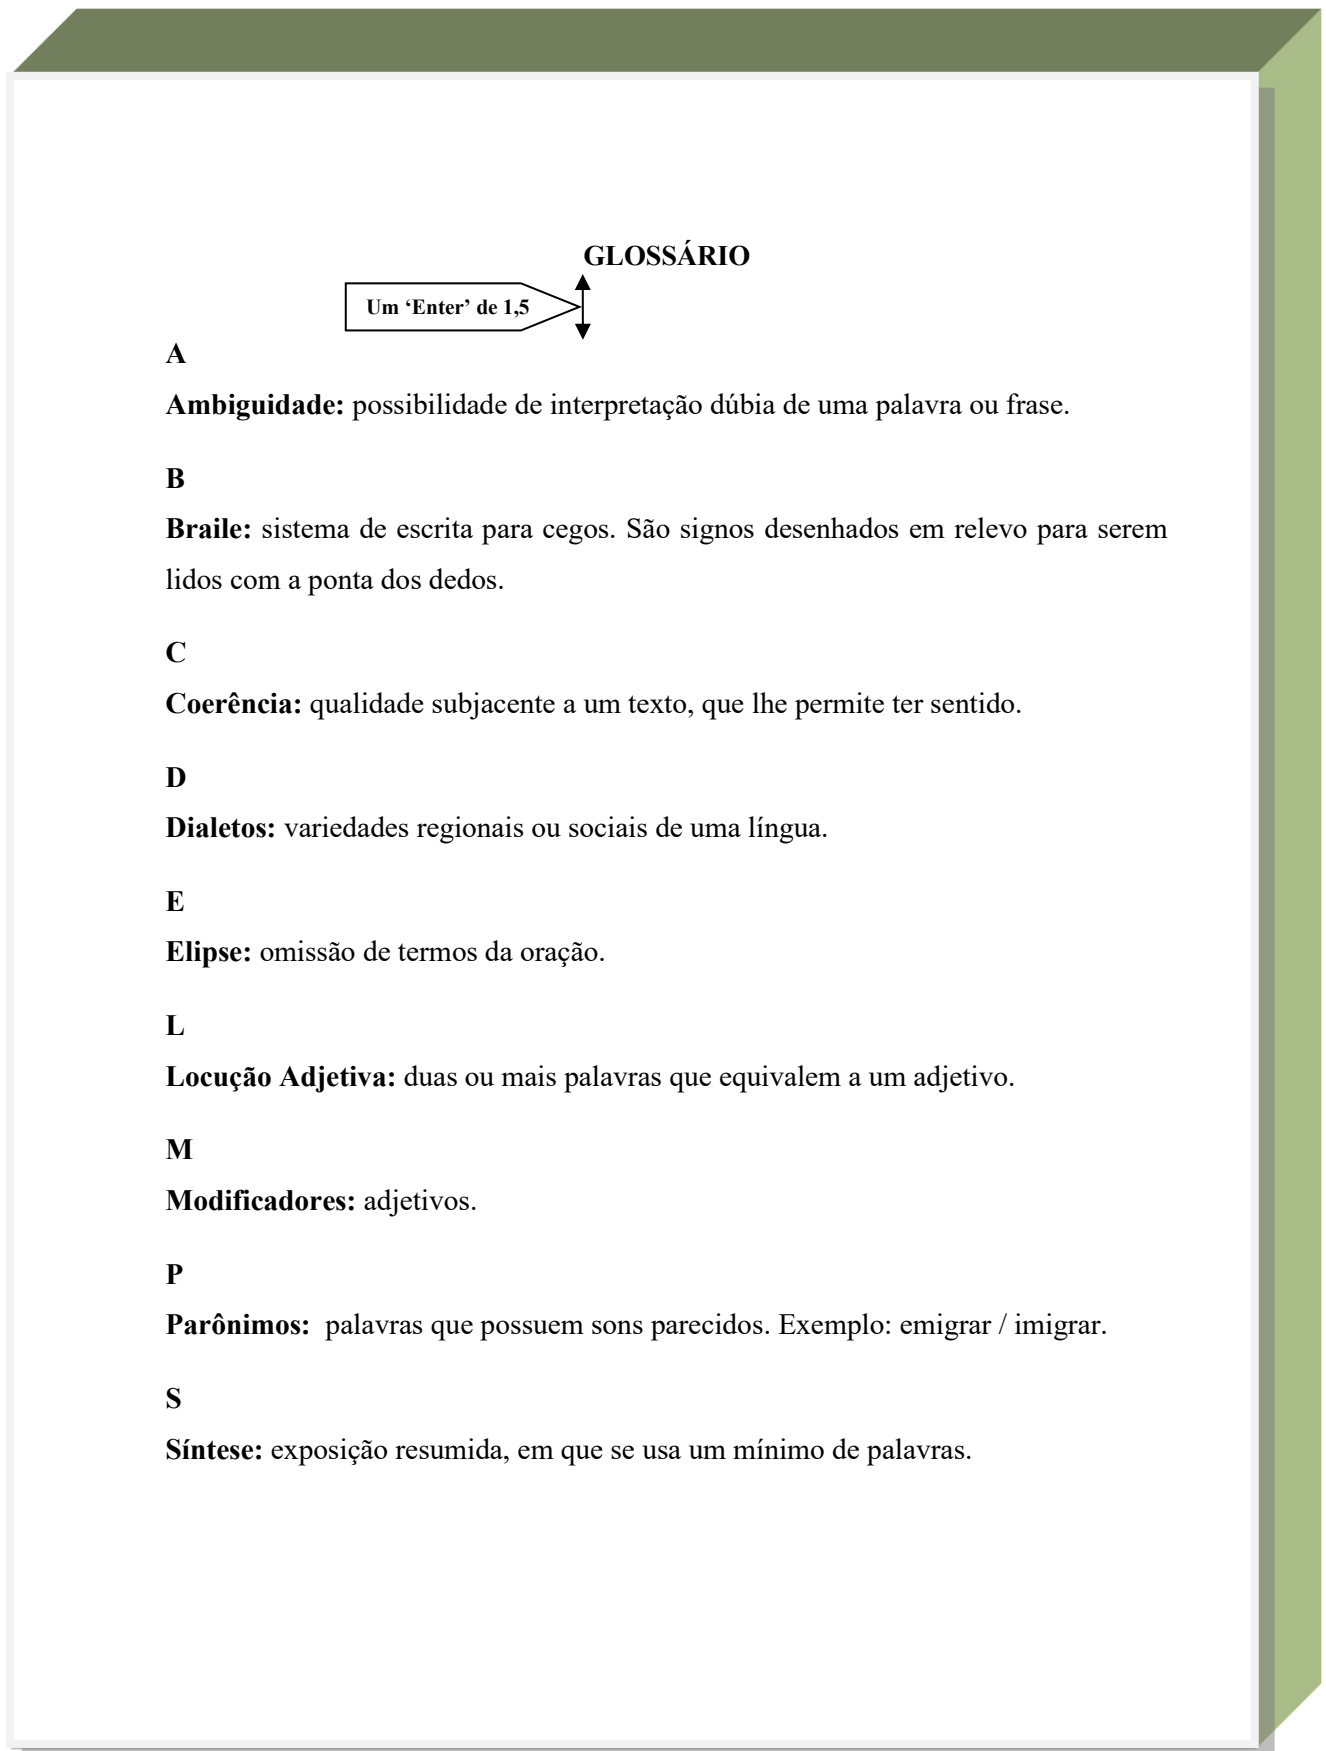 GLOSSÁRIO
Um ‘Enter’ de 1,5
A
Ambiguidade: possibilidade de interpretação dúbia de uma palavra ou frase.
B
Braile: sistema de escrita para cegos. São signos desenhados em relevo para serem
lidos com a ponta dos dedos.
C
Coerência: qualidade subjacente a um texto, que lhe permite ter sentido.
D
Dialetos: variedades regionais ou sociais de uma língua.
E
Elipse: omissão de termos da oração.
L
Locução Adjetiva: duas ou mais palavras que equivalem a um adjetivo.
M
Modificadores: adjetivos.
P
Parônimos: palavras que possuem sons parecidos. Exemplo: emigrar / imigrar.
S
Síntese: exposição resumida, em que se usa um mínimo de palavras.